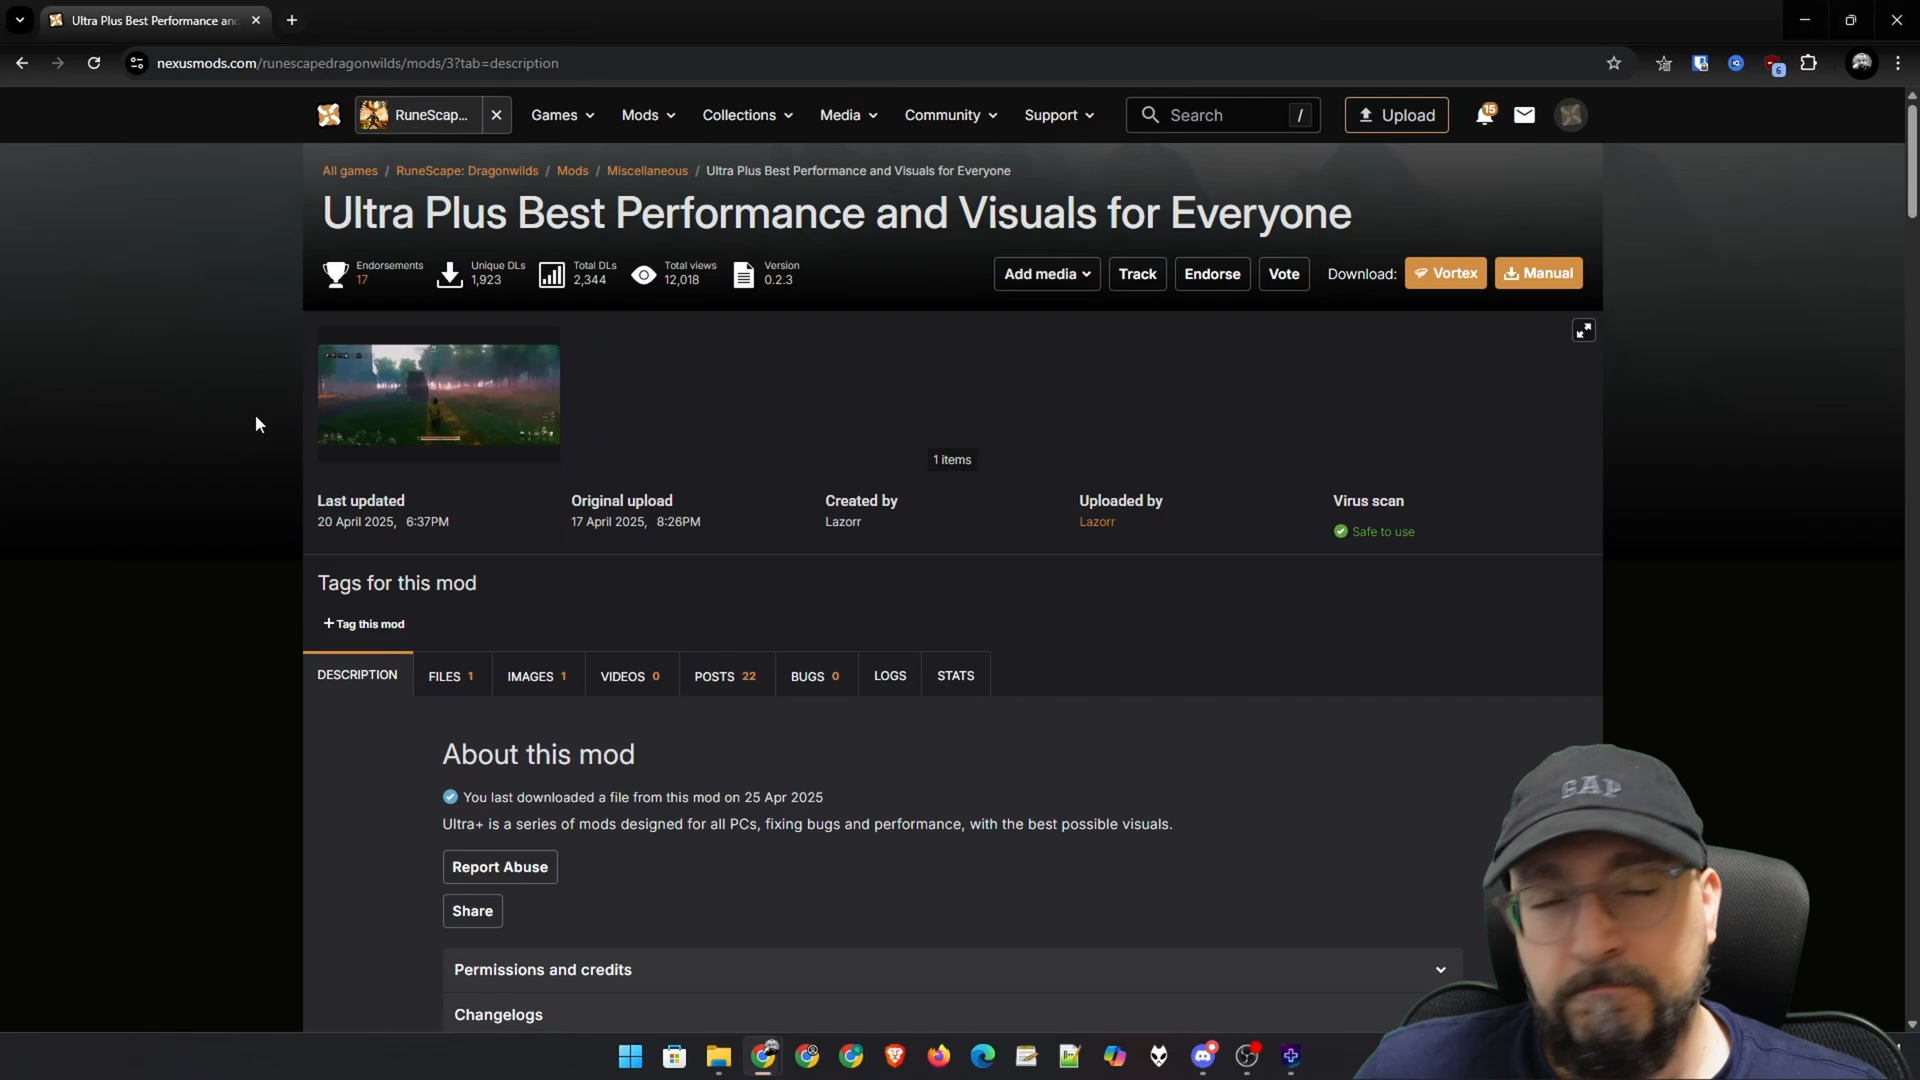 Ultra Plus Best Performance an
nexusmods.com/runescapedragonwilds/mods/3?tab=description
6
RuneScap...
Games
Mods
Collections
Media
Community
Support
Search
/
Upload
15
All games / RuneScape: Dragonwilds / Mods / Miscellaneous / Ultra Plus Best Performance and Visuals for Everyone
Ultra Plus Best Performance and Visuals for Everyone
Endorsements
17
Unique DLs
1,923
Total DLs
2,344
Total views
12,018
Version
0.2.3
Add media
Track
Endorse
Vote
Download:
Vortex
Manual
1 items
Last updated
20 April 2025, 6:37PM
Original upload
17 April 2025, 8:26PM
Created by
Lazorr
Uploaded by
Lazorr
Virus scan
Safe to use
Tags for this mod
+ Tag this mod
DESCRIPTION
FILES 1
IMAGES 1
VIDEOS 0
POSTS 22
BUGS 0
LOGS
STATS
About this mod
You last downloaded a file from this mod on 25 Apr 2025
Ultra+ is a series of mods designed for all PCs, fixing bugs and performance, with the best possible visuals.
Report Abuse
Share
Permissions and credits
Changelogs
GAP